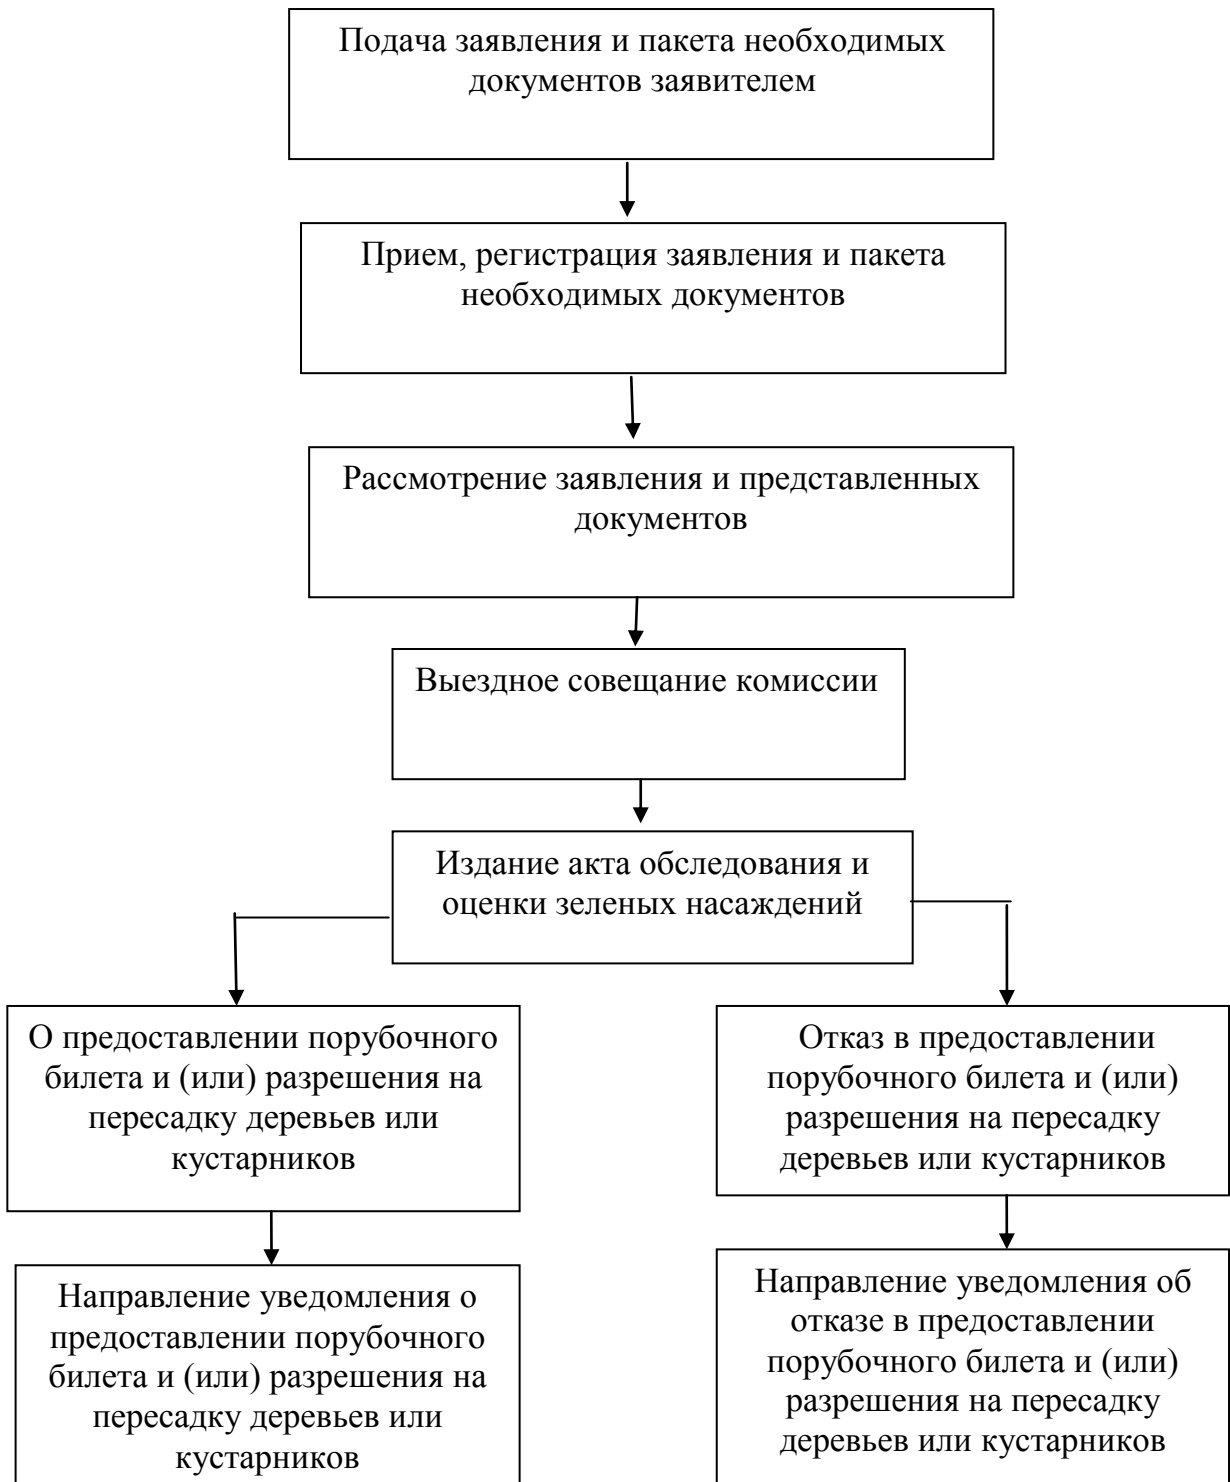 Подача заявления и пакета необходимых
документов заявителем
Прием, регистрация заявления и пакета
необходимых документов
Рассмотрение заявления и представленных
документов
Выездное совещание комиссии
Издание акта обследования и
оценки зеленых насаждений
О предоставлении порубочного
билета и (или) разрешения на
пересадку деревьев или
кустарников
Отказ в предоставлении
порубочного билета и (или)
разрешения на пересадку
деревьев или кустарников
Направление уведомления о
предоставлении порубочного
билета и (или) разрешения на
пересадку деревьев или
кустарников
Направление уведомления об
отказе в предоставлении
порубочного билета и (или)
разрешения на пересадку
деревьев или кустарников